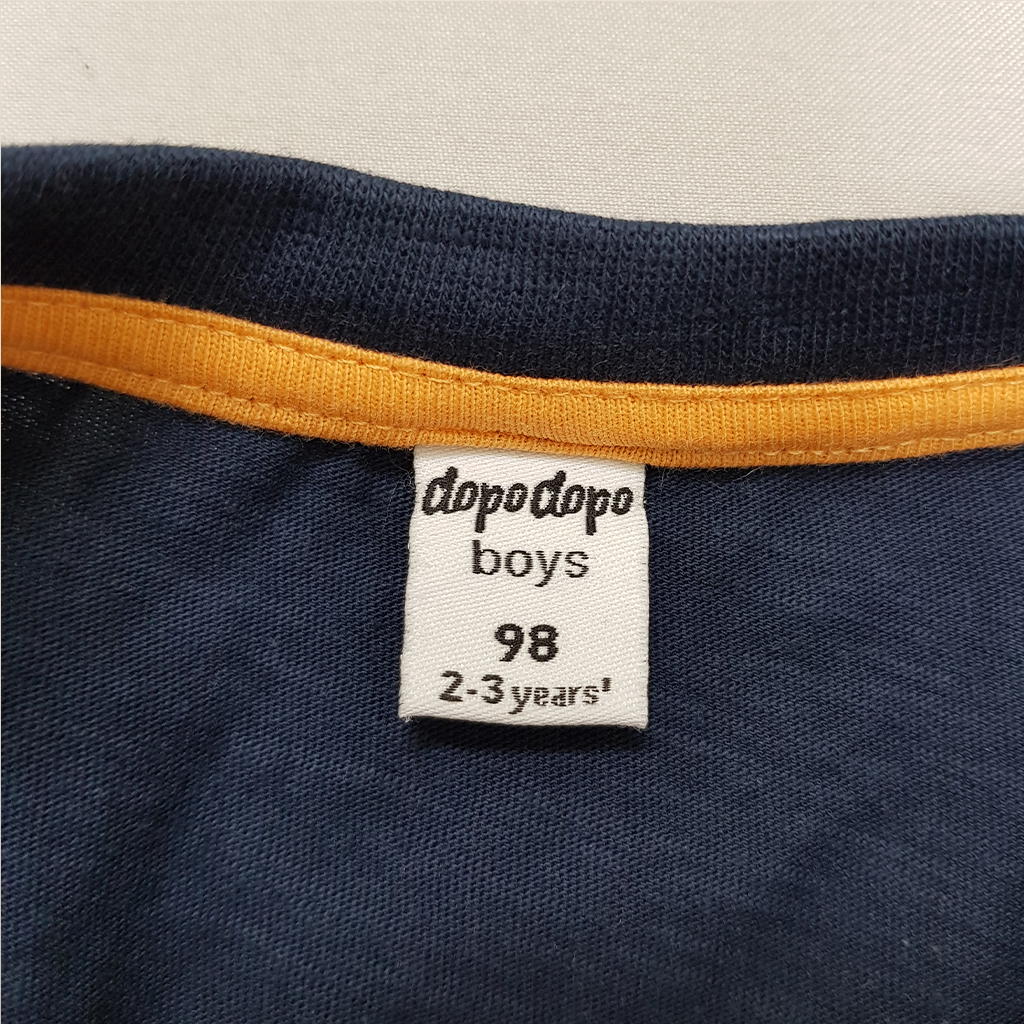 dopodopo
boys
98
2-3 years'